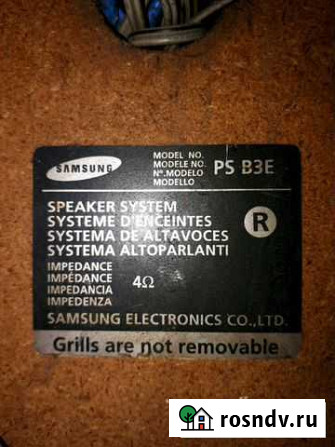 SAMSUNG
MODEL NO.
MODELE NO.
Nº.MODELO
MODELLO
PS B3E
SPEAKER SYSTEM
SYSTEME D'ENCEINTES
SYSTEMA DE ALTAVOCES
SYSTEMA ALTOPARLANTI
R
IMPEDANCE
IMPÉDANCE
IMPEDANCIA
IMPEDENZA
4Ω
SAMSUNG ELECTRONICS CO.,LTD.
Grills are not removable
rosndv.ru